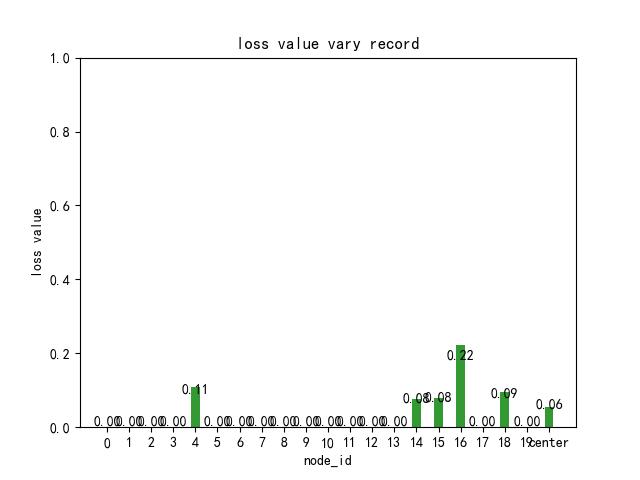 loss value vary record
1.0
0.8
0.6
0.4
0.2
0.0
loss value
0.00 0.00 0.00 0.00 0.11 0.00 0.00 0.00 0.00 0.00 0.00 0.00 0.00 0.00 0.08 0.08 0.22 0.00 0.09 0.00 0.06
0 1 2 3 4 5 6 7 8 9 10 11 12 13 14 15 16 17 18 19 center
node_id